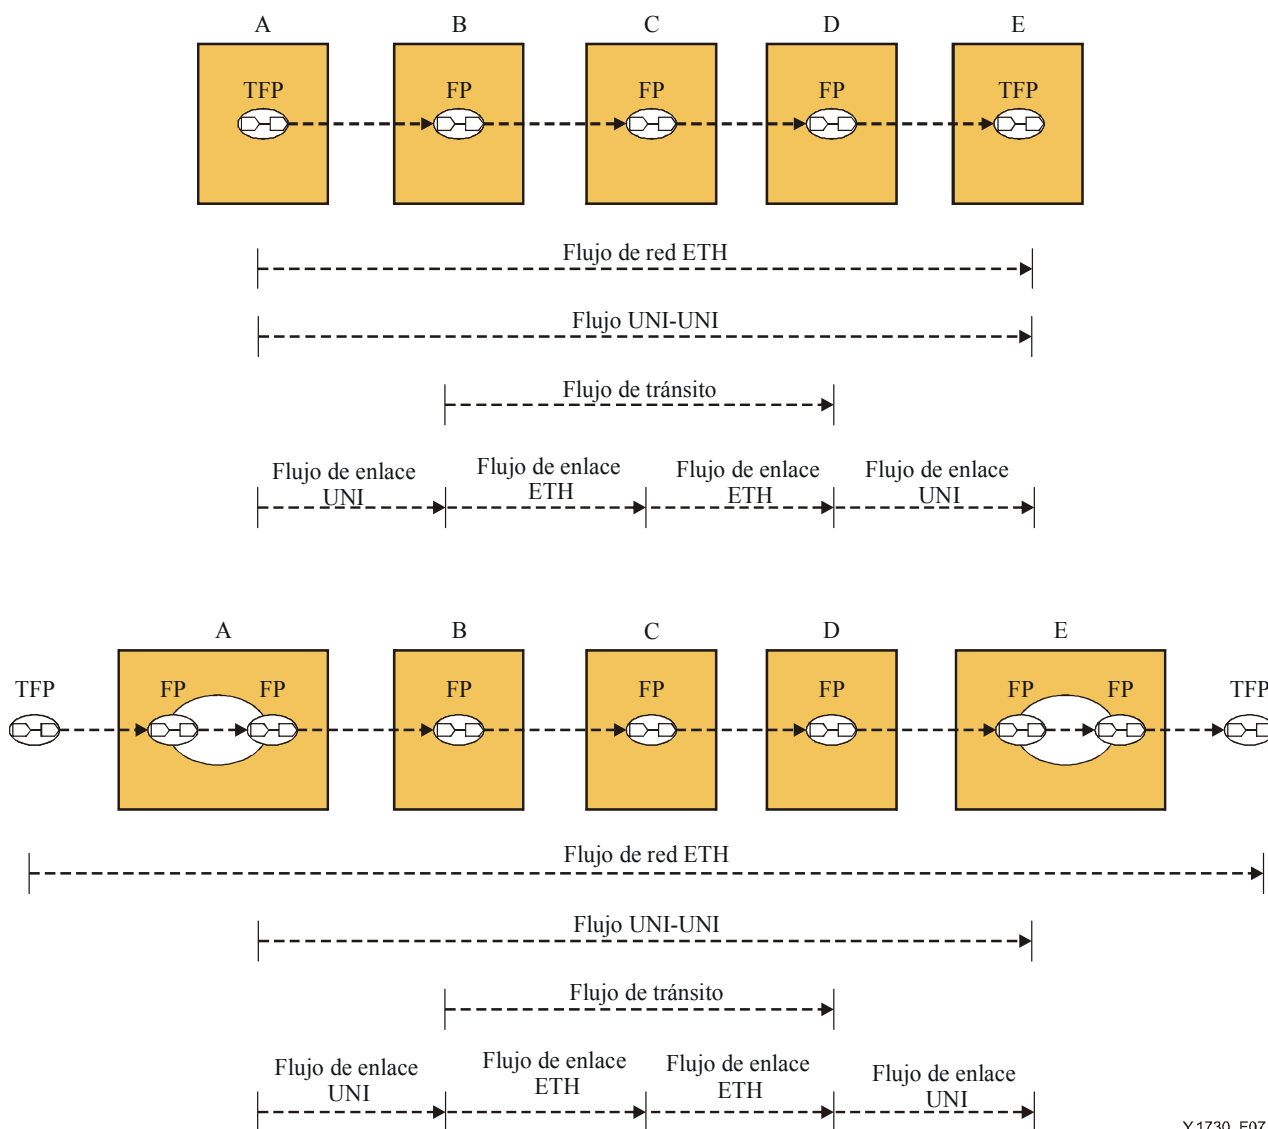 A B C D E
TFP FP FP FP TFP
Flujo de red ETH
Flujo UNI-UNI
Flujo de tránsito
Flujo de enlace
UNI
Flujo de enlace
ETH
Flujo de enlace
ETH
Flujo de enlace
UNI
A B C D E
TFP FP FP FP FP FP FP FP TFP
Flujo de red ETH
Flujo UNI-UNI
Flujo de tránsito
Flujo de enlace
UNI
Flujo de enlace
ETH
Flujo de enlace
ETH
Flujo de enlace
UNI
Y.1730_F07